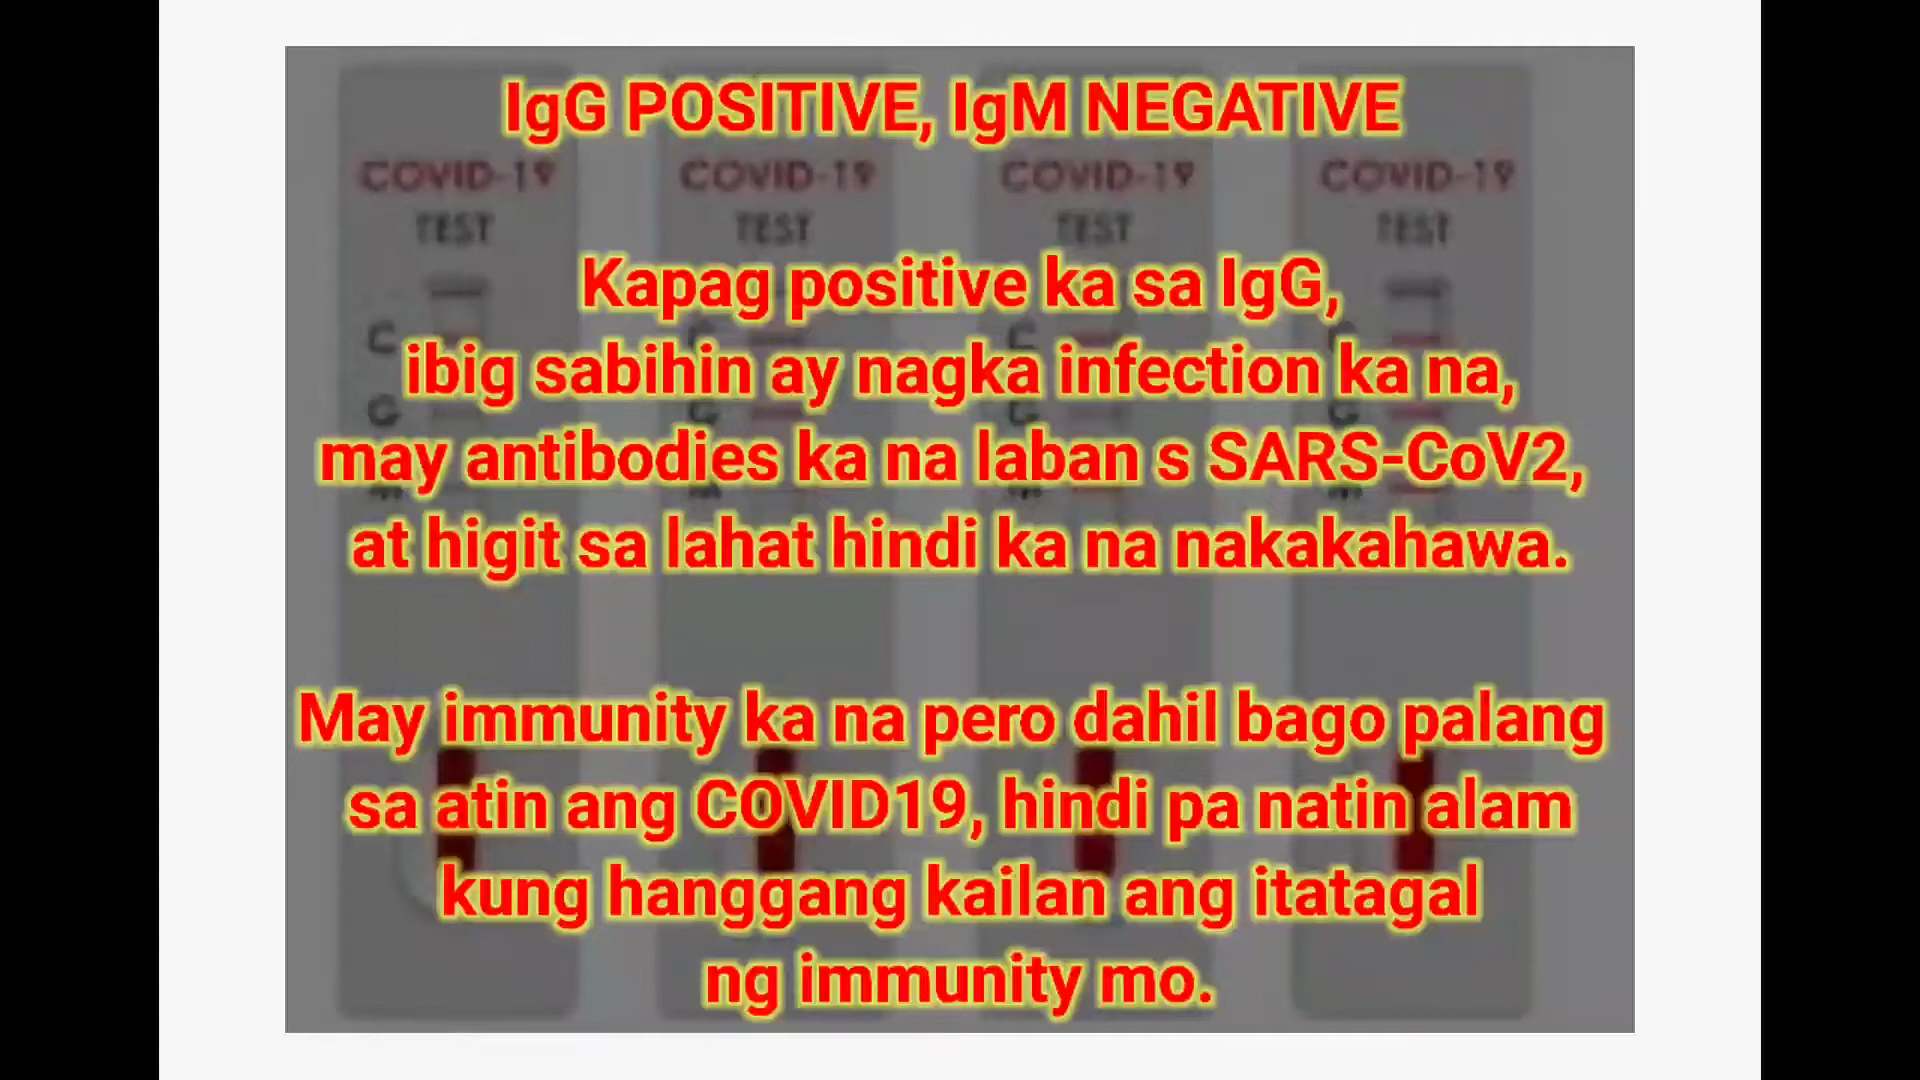 IgG POSITIVE, IgM NEGATIVE
COVID-19 COVID-19 COVID-19 COVID-19
TEST TEST TEST TEST
Kapag positive ka sa IgG,
C C C C
ibig sabihin ay nagka infection ka na,
G G G G
may antibodies ka na laban s SARS-CoV2,
at higit sa lahat hindi ka na nakakahawa.
May immunity ka na pero dahil bago palang
sa atin ang COVID19, hindi pa natin alam
kung hanggang kailan ang itatagal
ng immunity mo.